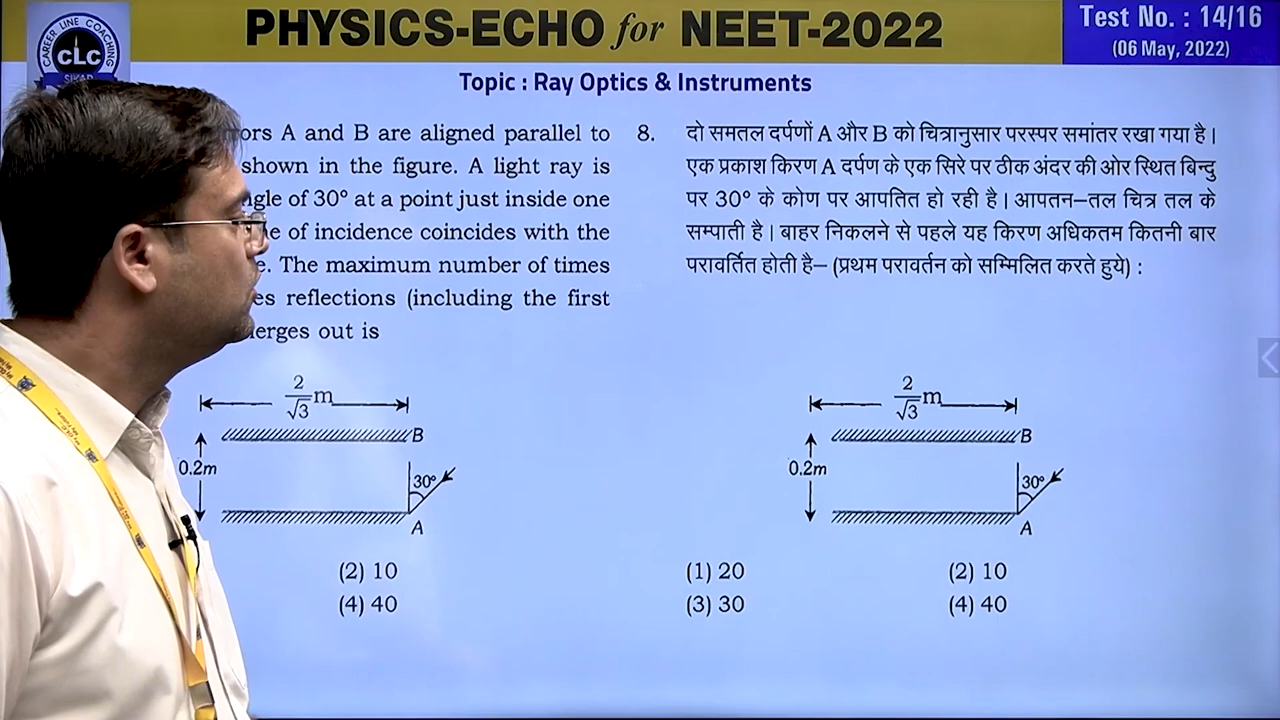 PHYSICS-ECHO for NEET-2022
Test No. : 14/16
(06 May, 2022)
CAREER LINE COACHING
CLC
SIKAR
Topic : Ray Optics & Instruments
A and B are aligned parallel to
shown in the figure. A light ray is
of 30° at a point just inside one
of incidence coincides with the
The maximum number of times
reflections (including the first
out is
2/√3 m
B
0.2m
30°
A
(2) 10
(4) 40
8. दो समतल दर्पणों A और B को चित्रानुसार परस्पर समांतर रखा गया है।
एक प्रकाश किरण A दर्पण के एक सिरे पर ठीक अंदर की ओर स्थित बिन्दु
पर 30° के कोण पर आपतित हो रही है। आपतन–तल चित्र तल के
सम्पाती है। बाहर निकलने से पहले यह किरण अधिकतम कितनी बार
परावर्तित होती है– (प्रथम परावर्तन को सम्मिलित करते हुये) :
2/√3 m
B
0.2m
30°
A
(1) 20 (2) 10
(3) 30 (4) 40